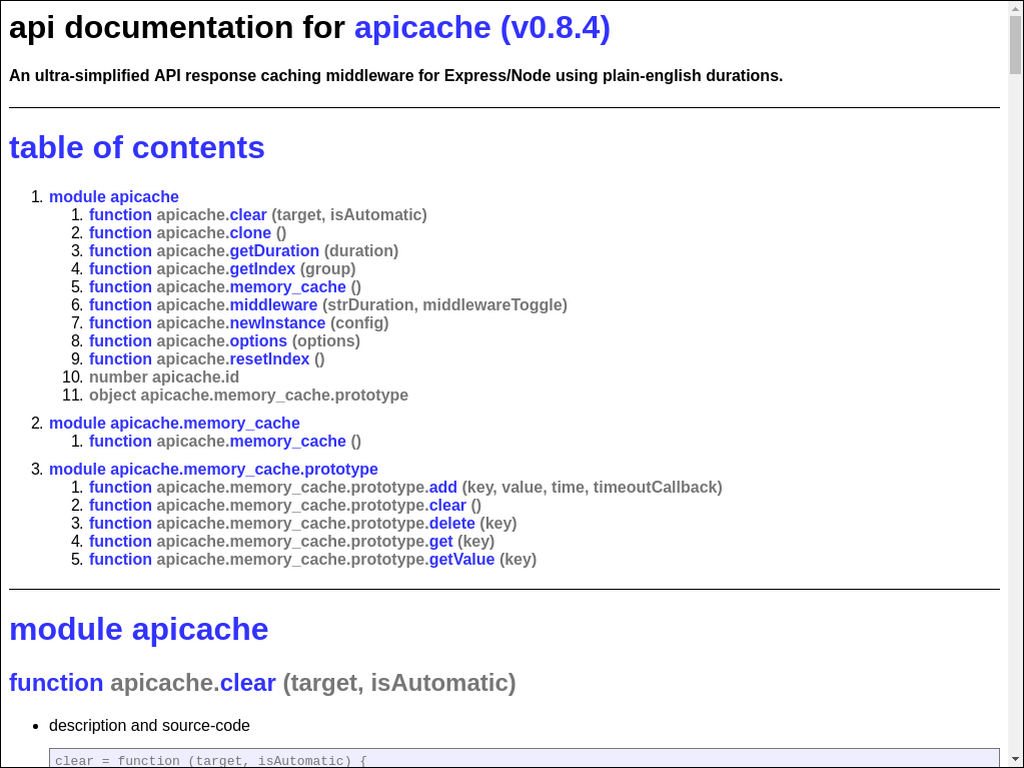 api documentation for apicache (v0.8.4)
An ultra-simplified API response caching middleware for Express/Node using plain-english durations.
table of contents
1. module apicache
1. function apicache.clear (target, isAutomatic)
2. function apicache.clone ()
3. function apicache.getDuration (duration)
4. function apicache.getIndex (group)
5. function apicache.memory_cache ()
6. function apicache.middleware (strDuration, middlewareToggle)
7. function apicache.newInstance (config)
8. function apicache.options (options)
9. function apicache.resetIndex ()
10. number apicache.id
11. object apicache.memory_cache.prototype
2. module apicache.memory_cache
1. function apicache.memory_cache ()
3. module apicache.memory_cache.prototype
1. function apicache.memory_cache.prototype.add (key, value, time, timeoutCallback)
2. function apicache.memory_cache.prototype.clear ()
3. function apicache.memory_cache.prototype.delete (key)
4. function apicache.memory_cache.prototype.get (key)
5. function apicache.memory_cache.prototype.getValue (key)
module apicache
function apicache.clear (target, isAutomatic)
• description and source-code
clear = function (target, isAutomatic) {